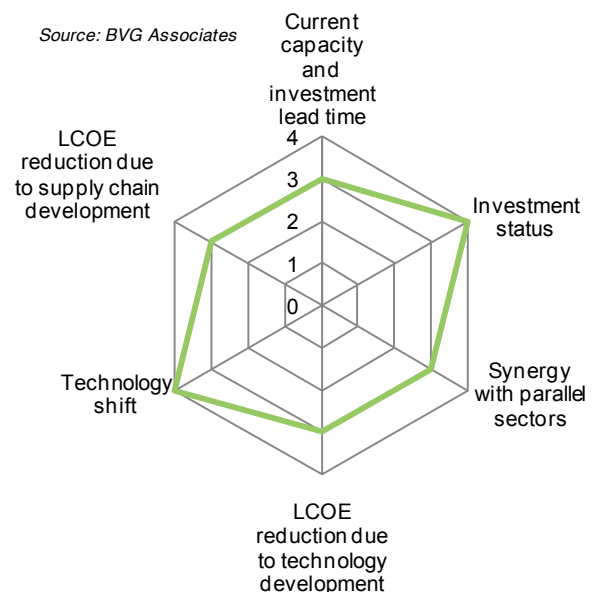 Source: BVG Associates
Current
capacity
and
investment
lead time
LCOE
reduction due
to supply chain
development
4
3
2
1
0
Investment
status
Technology
shift
Synergy
with parallel
sectors
LCOE
reduction due
to technology
development